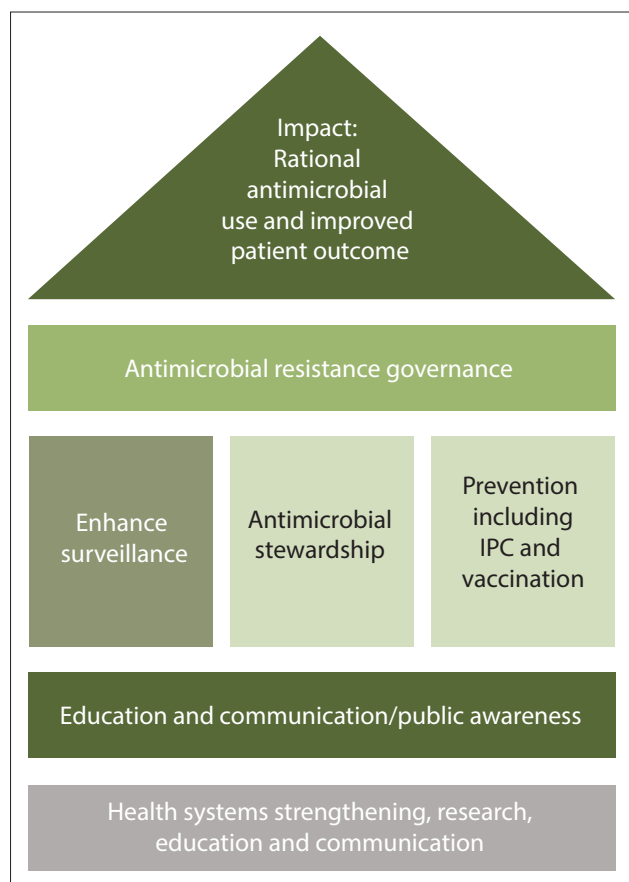 Impact:
Rational
antimicrobial
use and improved
patient outcome
Antimicrobial resistance governance
Enhance
surveillance
Antimicrobial
stewardship
Prevention
including
IPC and
vaccination
Education and communication/public awareness
Health systems strengthening, research,
education and communication